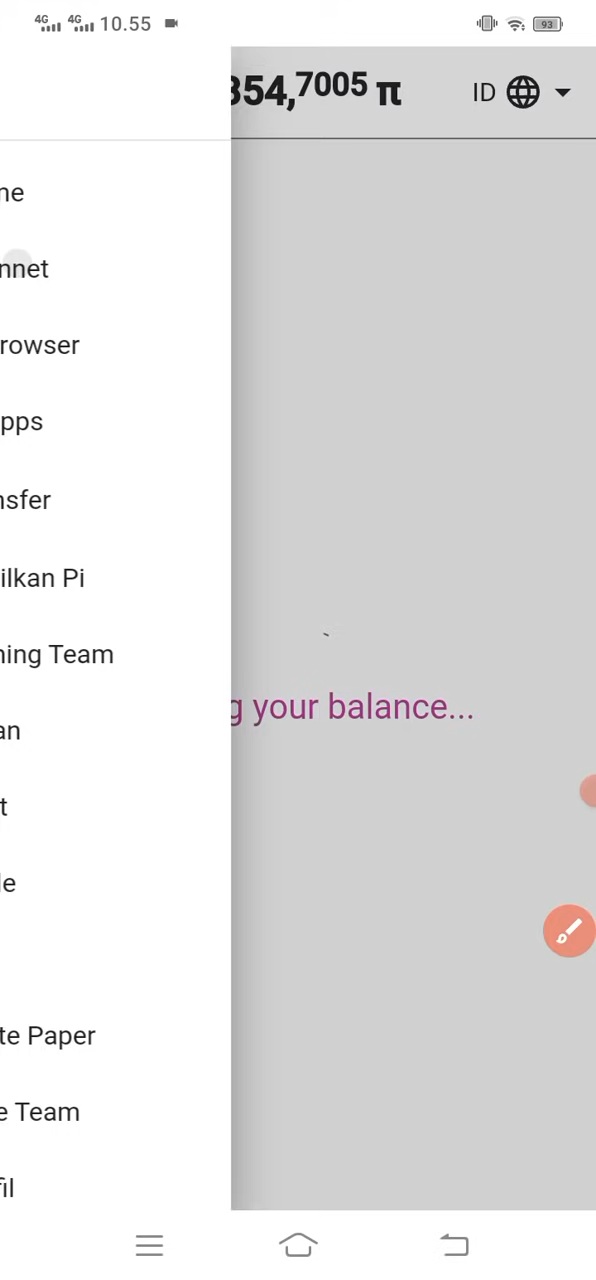 4G 4G 10.55 93
354,7005 π ID
ne
nnet
rowser
pps
nsfer
ilkan Pi
ning Team
an
g your balance...
t
le
te Paper
e Team
fil